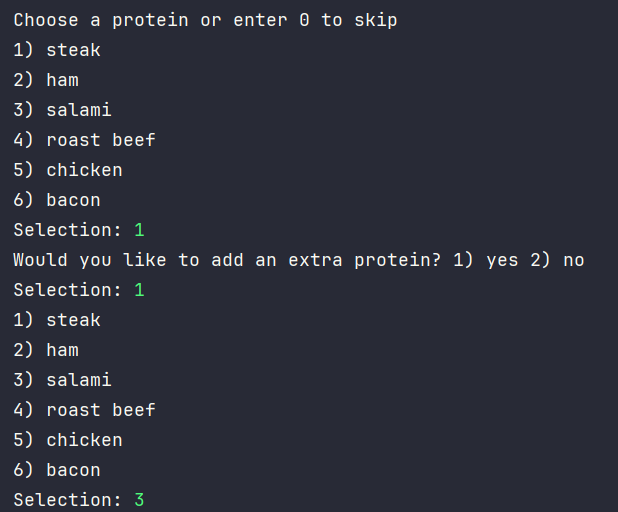 Choose a protein or enter 0 to skip
1) steak
2) ham
3) salami
4) roast beef
5) chicken
6) bacon
Selection: 1
Would you like to add an extra protein? 1) yes 2) no
Selection: 1
1) steak
2) ham
3) salami
4) roast beef
5) chicken
6) bacon
Selection: 3